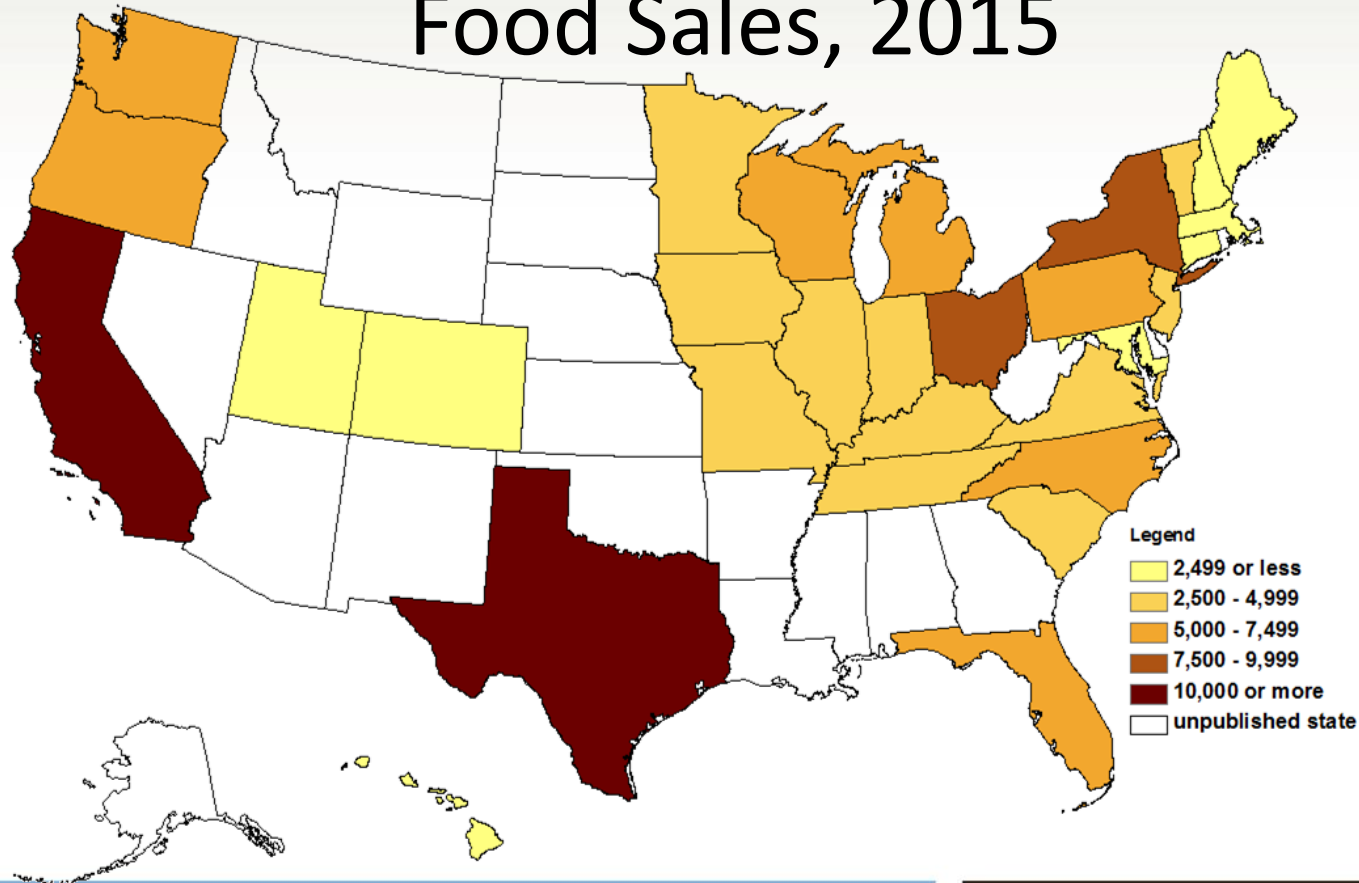 Food Sales, 2015
Legend
2,499 or less
2,500 - 4,999
5,000 - 7,499
7,500 - 9,999
10,000 or more
unpublished state